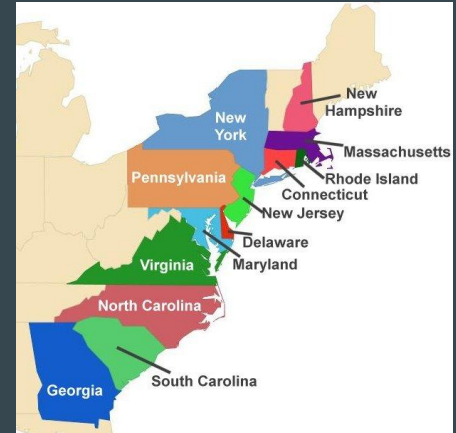 New
Hampshire
New
York
Massachusetts
Pennsylvania
Rhode Island
Connecticut
New Jersey
Delaware
Virginia
Maryland
North Carolina
South Carolina
Georgia